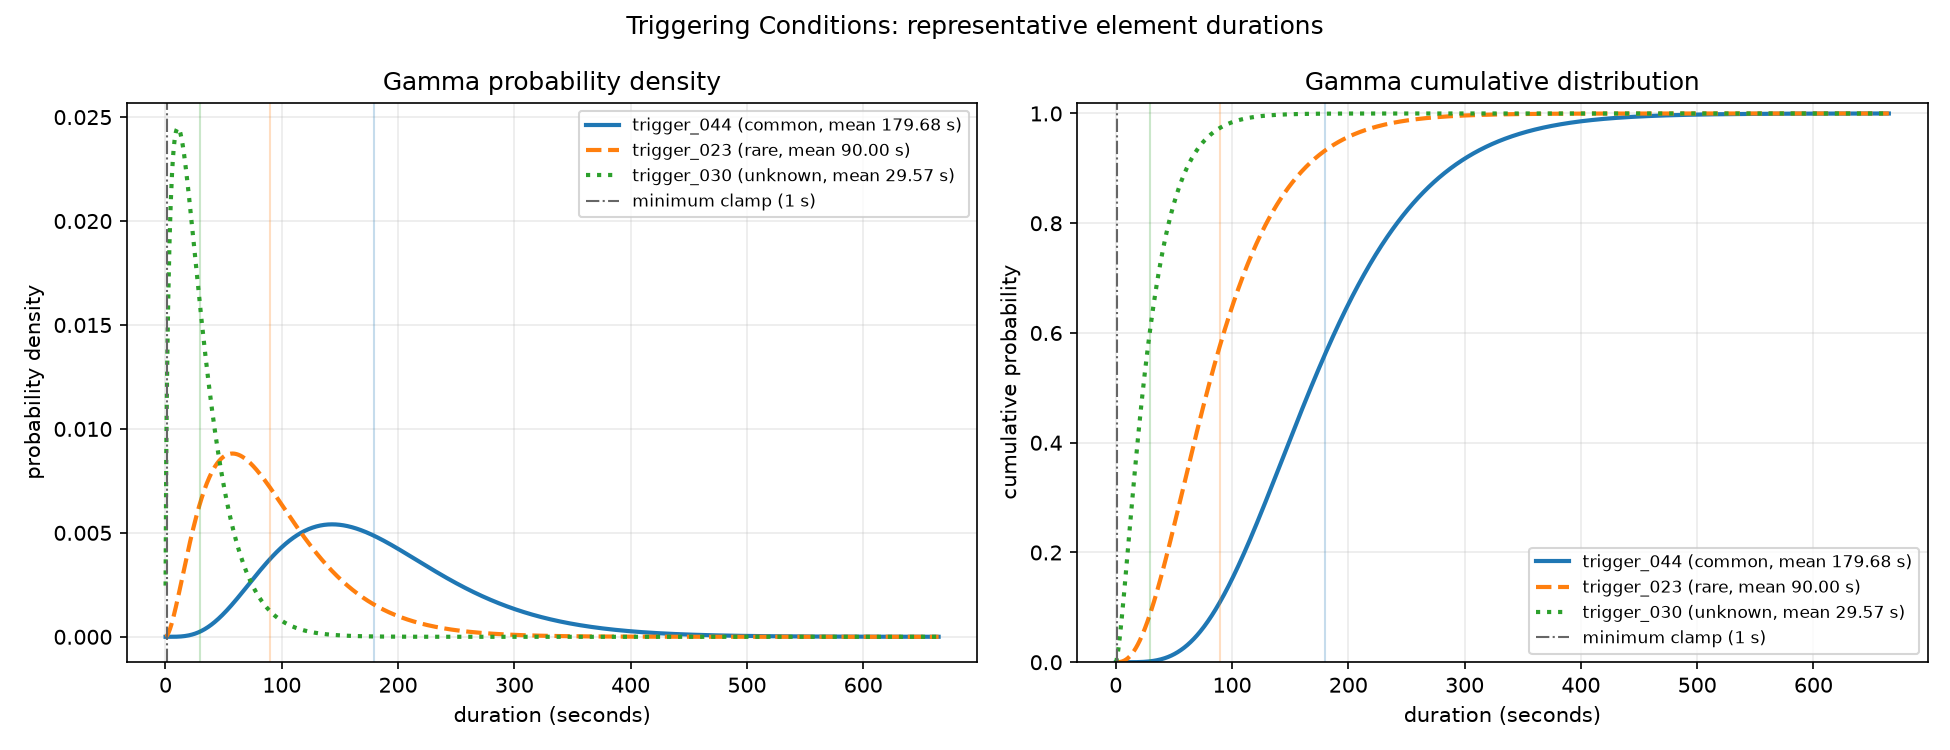 Triggering Conditions: representative element durations
Gamma probability density
probability density
0.025
0.020
0.015
0.010
0.005
0.000
0 100 200 300 400 500 600
duration (seconds)
trigger_044 (common, mean 179.68 s)
trigger_023 (rare, mean 90.00 s)
trigger_030 (unknown, mean 29.57 s)
minimum clamp (1 s)
Gamma cumulative distribution
cumulative probability
1.0
0.8
0.6
0.4
0.2
0.0
0 100 200 300 400 500 600
duration (seconds)
trigger_044 (common, mean 179.68 s)
trigger_023 (rare, mean 90.00 s)
trigger_030 (unknown, mean 29.57 s)
minimum clamp (1 s)